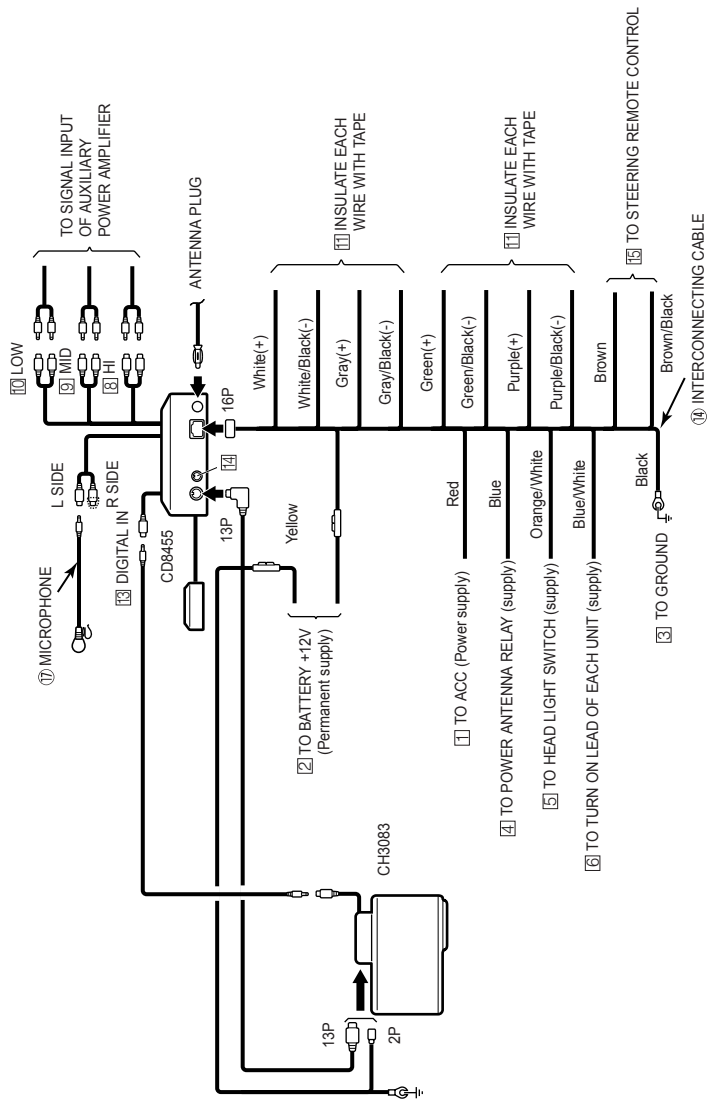 TO SIGNAL INPUT
OF AUXILIARY
POWER AMPLIFIER
10 LOW
9 MID
8 HI
ANTENNA PLUG
L SIDE
R SIDE
⑰ MICROPHONE
13 DIGITAL IN
CD8455
16P
14
13P
Yellow
2 TO BATTERY +12V
(Permanent supply)
White(+)
White/Black(-)
Gray(+)
Gray/Black(-)
11 INSULATE EACH
WIRE WITH TAPE
Green(+)
Green/Black(-)
Purple(+)
Purple/Black(-)
11 INSULATE EACH
WIRE WITH TAPE
Brown
Brown/Black
15 TO STEERING REMOTE CONTROL
Red
1 TO ACC (Power supply)
Blue
4 TO POWER ANTENNA RELAY (supply)
Orange/White
5 TO HEAD LIGHT SWITCH (supply)
Blue/White
6 TO TURN ON LEAD OF EACH UNIT (supply)
Black
3 TO GROUND
⑭ INTERCONNECTING CABLE
CH3083
13P
2P